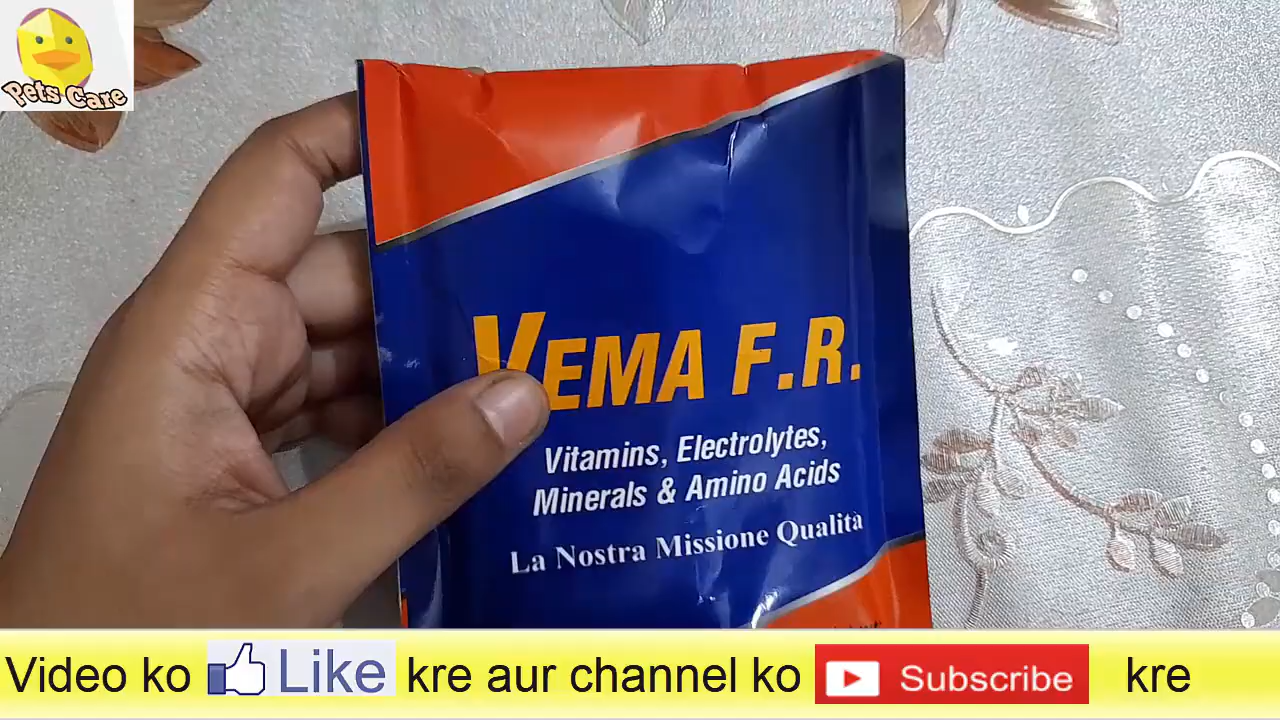 Pets Care
VEMA F.R.
Vitamins, Electrolytes,
Minerals & Amino Acids
La Nostra Missione Qualità
Video ko Like kre aur channel ko Subscribe kre